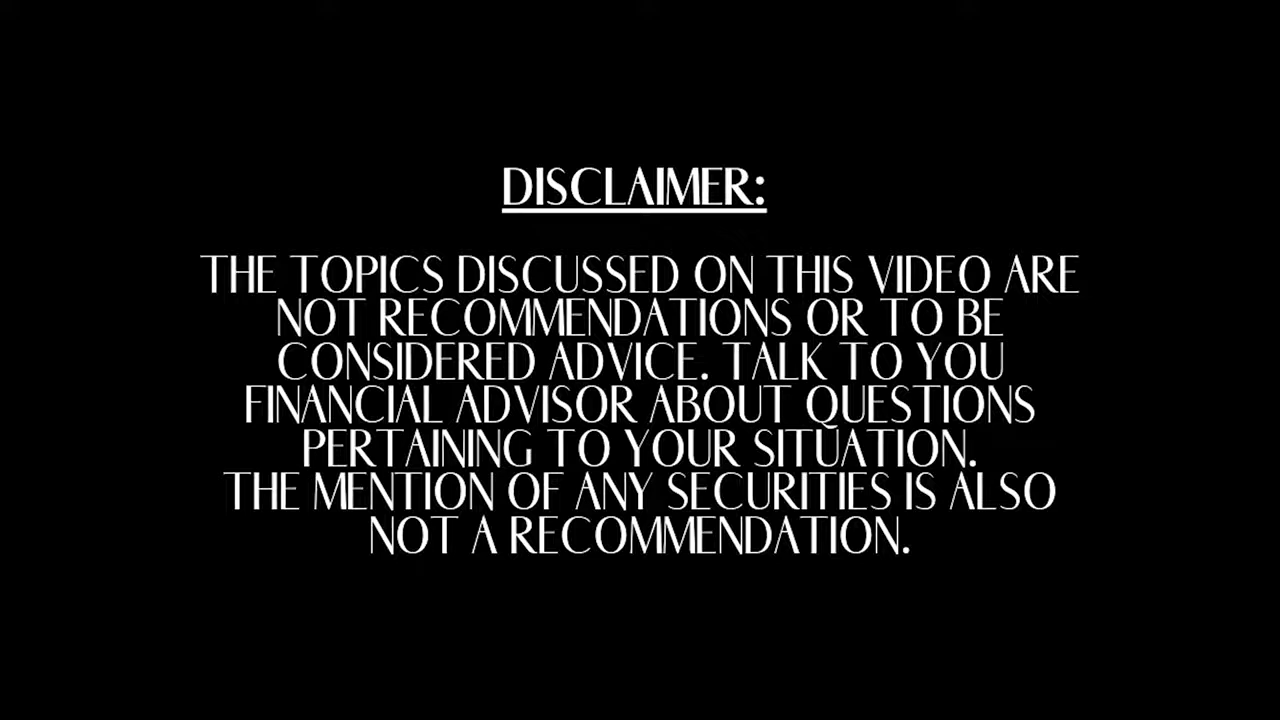 DISCLAIMER:
THE TOPICS DISCUSSED ON THIS VIDEO ARE
NOT RECOMMENDATIONS OR TO BE
CONSIDERED ADVICE. TALK TO YOU
FINANCIAL ADVISOR ABOUT QUESTIONS
PERTAINING TO YOUR SITUATION.
THE MENTION OF ANY SECURITIES IS ALSO
NOT A RECOMMENDATION.